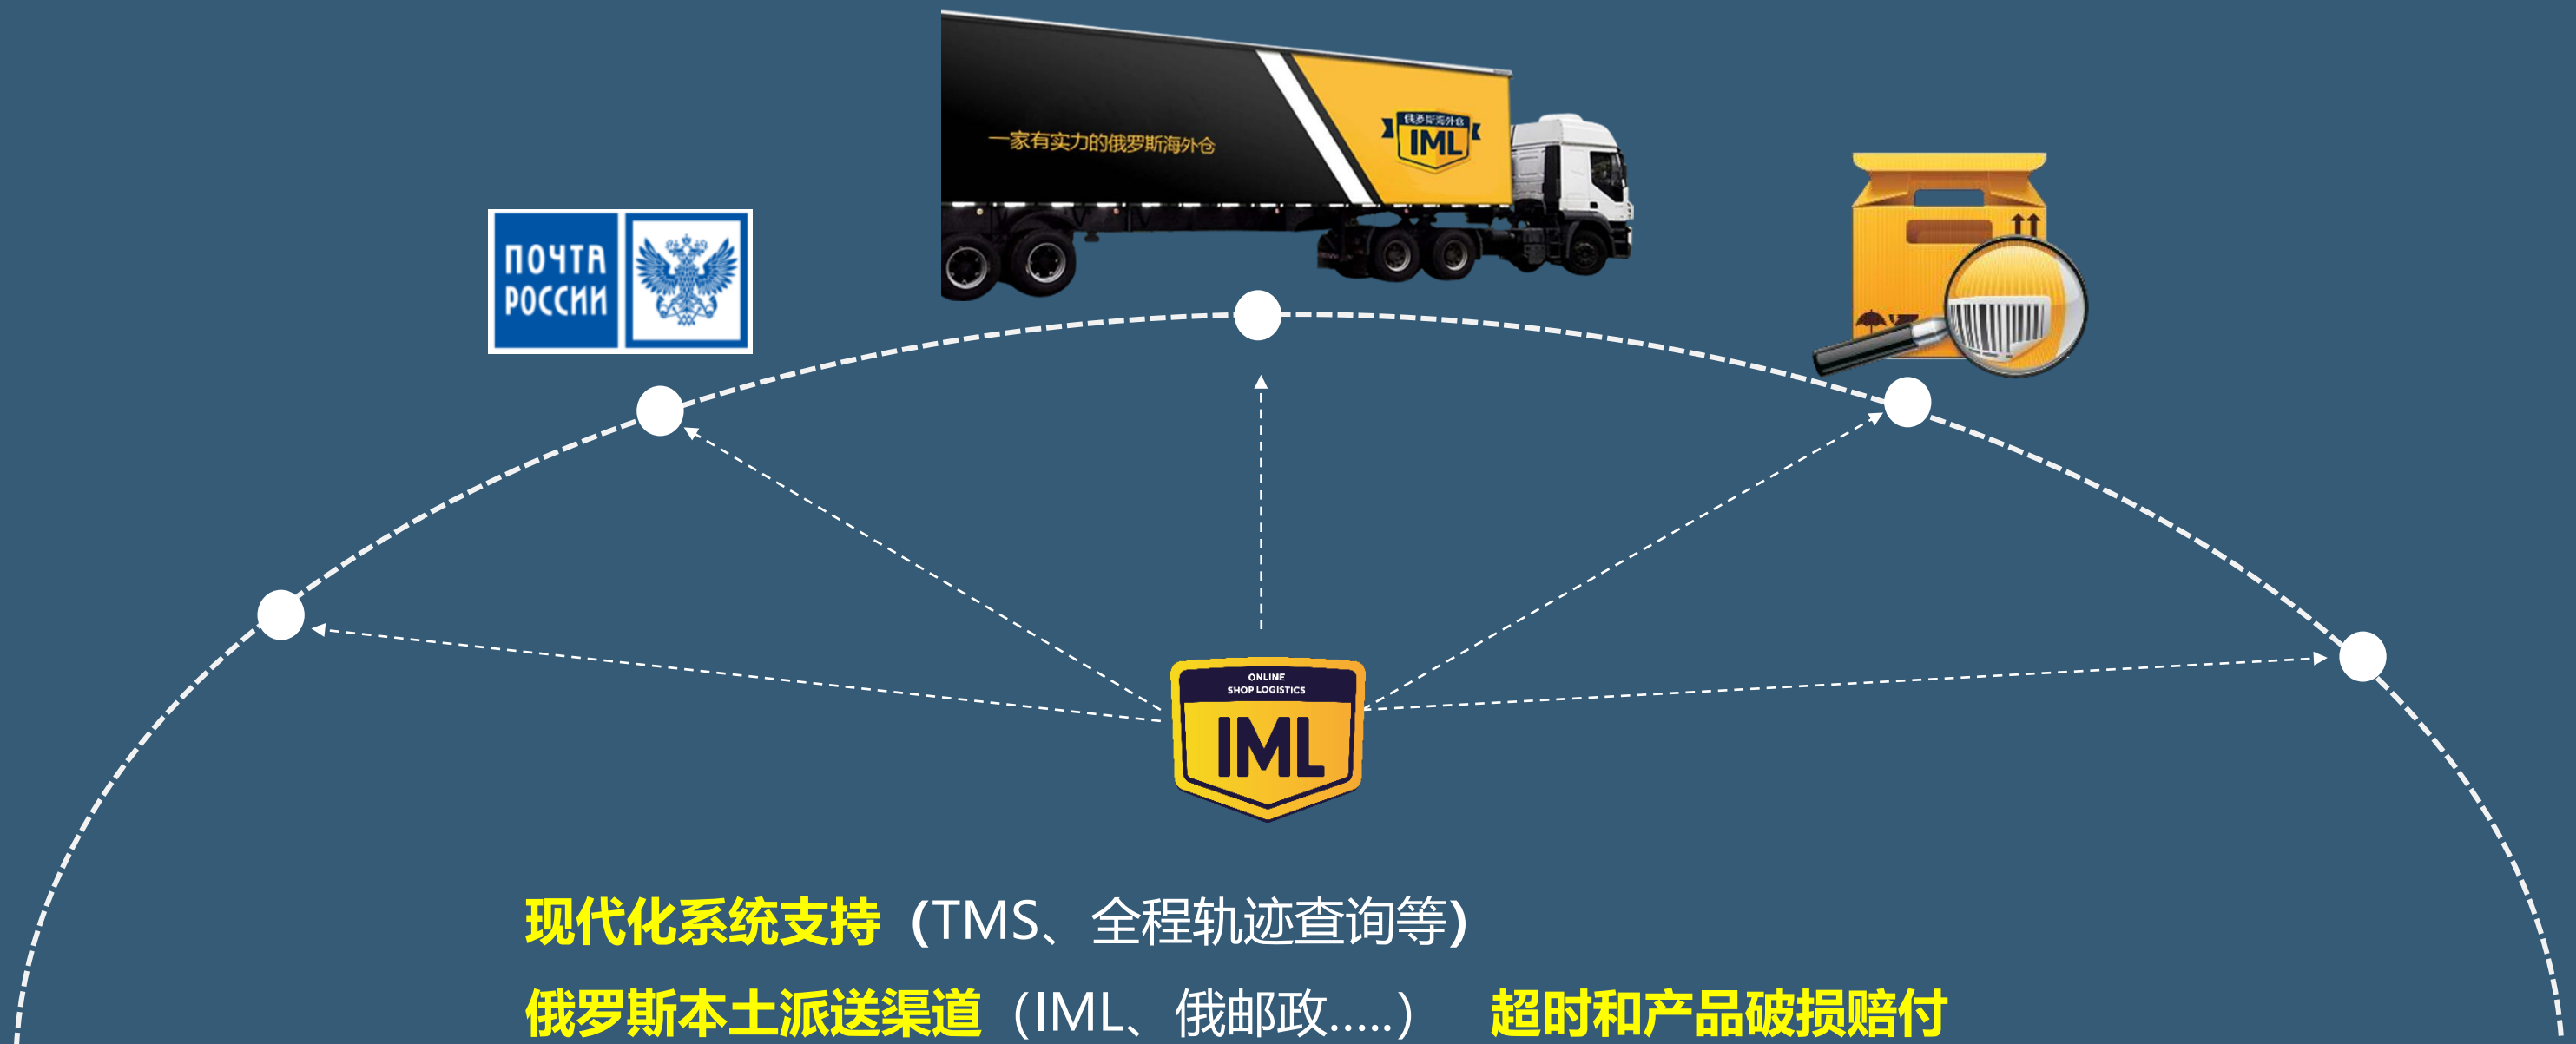 一家有实力的俄罗斯海外仓
俄罗斯海外仓
IML
ПОЧТА
РОССИИ
ONLINE
SHOP LOGISTICS
IML
现代化系统支持（TMS、全程轨迹查询等）
俄罗斯本土派送渠道（IML、俄邮政.....） 超时和产品破损赔付